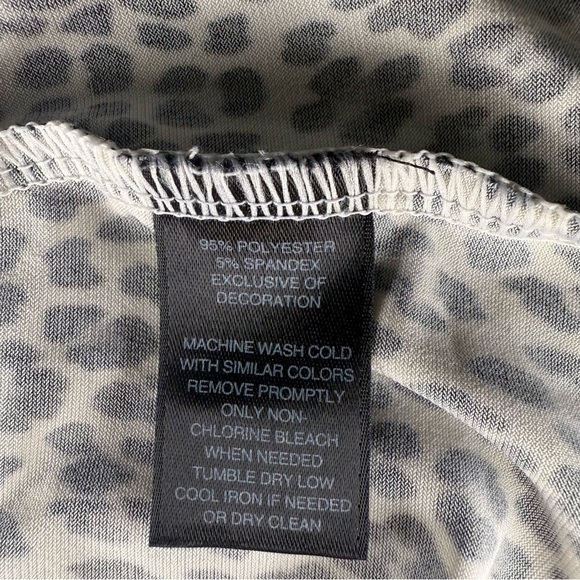 95% POLYESTER
5% SPANDEX
EXCLUSIVE OF
DECORATION
MACHINE WASH COLD
WITH SIMILAR COLORS
REMOVE PROMPTLY
ONLY NON-
CHLORINE BLEACH
WHEN NEEDED
TUMBLE DRY LOW
COOL IRON IF NEEDED
OR DRY CLEAN